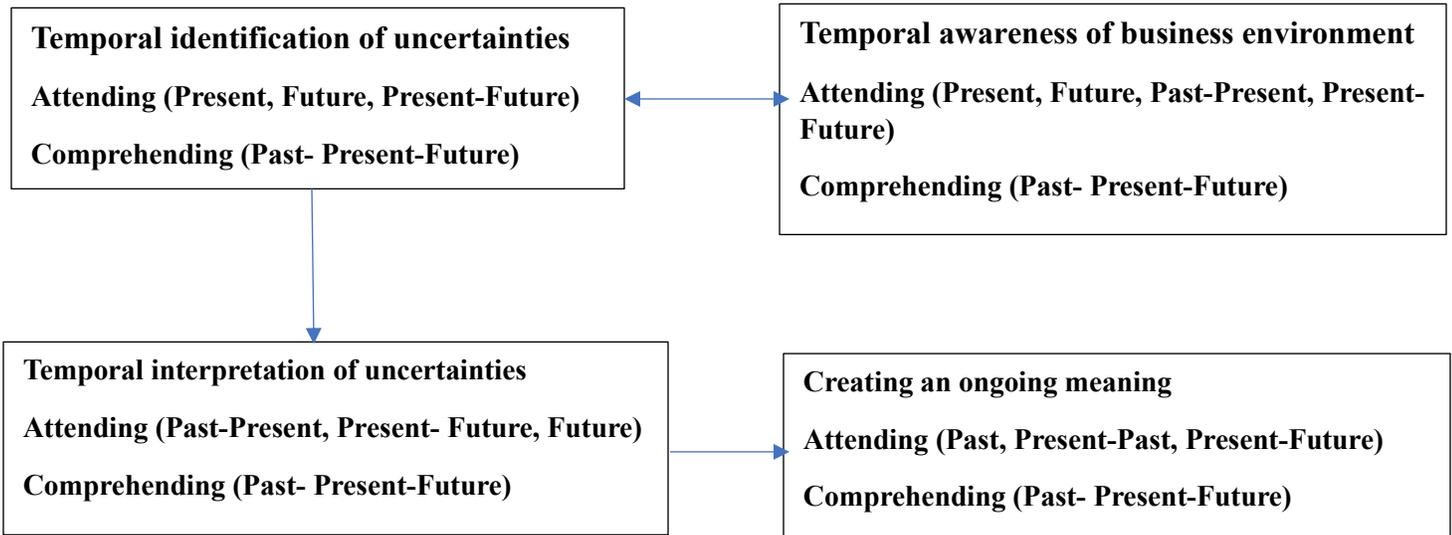 Temporal identification of uncertainties
Attending (Present, Future, Present-Future)
Comprehending (Past- Present-Future)
Temporal awareness of business environment
Attending (Present, Future, Past-Present, Present-
Future)
Comprehending (Past- Present-Future)
Temporal interpretation of uncertainties
Attending (Past-Present, Present- Future, Future)
Comprehending (Past- Present-Future)
Creating an ongoing meaning
Attending (Past, Present-Past, Present-Future)
Comprehending (Past- Present-Future)